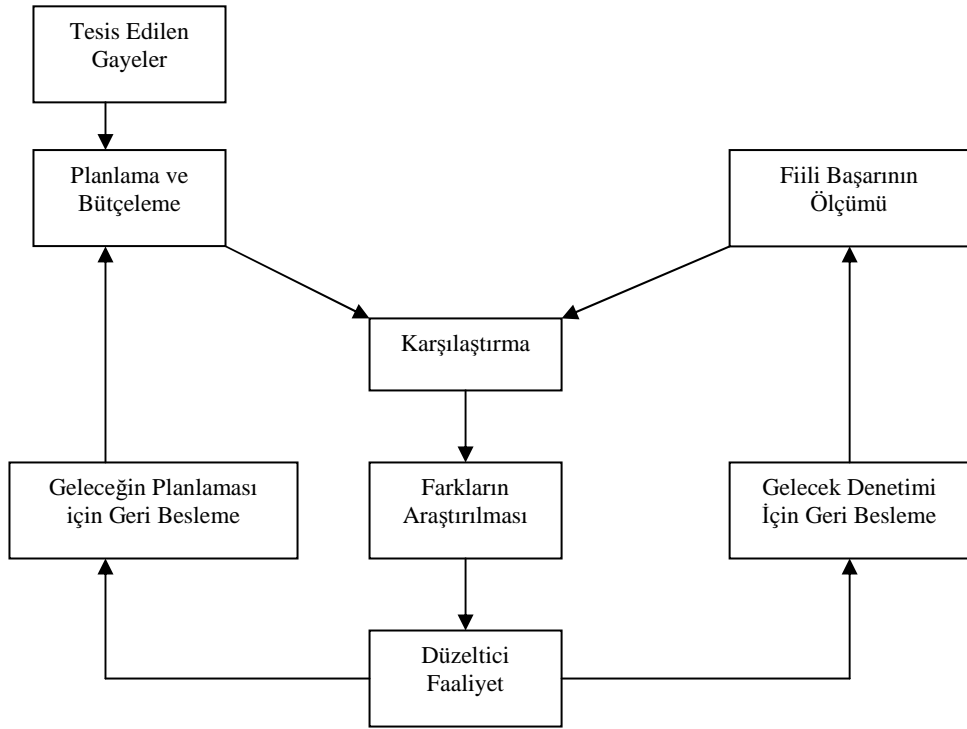 Tesis Edilen
Gayeler
Planlama ve
Bütçeleme
Fiili Başarının
Ölçümü
Karşılaştırma
Geleceğin Planlaması
için Geri Besleme
Farkların
Araştırılması
Gelecek Denetimi
İçin Geri Besleme
Düzeltici
Faaliyet